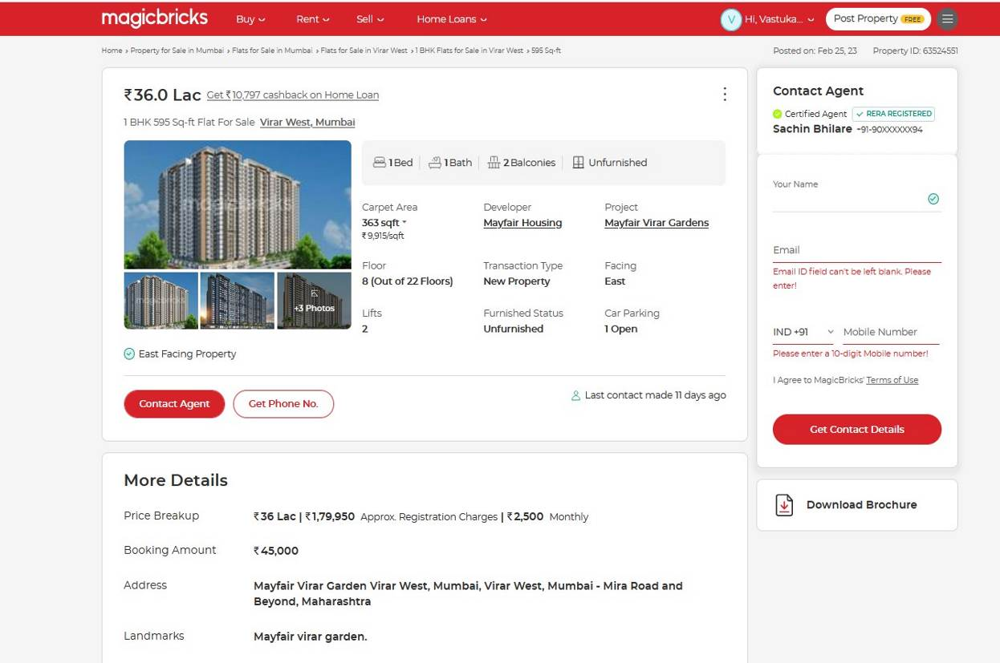 magicbricks
Buy
Rent
Sell
Home Loans
V
Hi, Vastuka...
Post Property FREE
Home > Property for Sale in Mumbai > Flats for Sale in Mumbai > Flats for Sale in Virar West > 1 BHK Flats for Sale in Virar West > 595 Sq-ft
Posted on: Feb 25, 23 Property ID: 63524551
₹36.0 Lac Get ₹10,797 cashback on Home Loan
1 BHK 595 Sq-ft Flat For Sale Virar West, Mumbai
magicbricks
magicbricks
+3 Photos
1 Bed 1 Bath 2 Balconies Unfurnished
Carpet Area
363 sqft
₹9,915/sqft
Developer
Mayfair Housing
Project
Mayfair Virar Gardens
Floor
8 (Out of 22 Floors)
Transaction Type
New Property
Facing
East
Lifts
2
Furnished Status
Unfurnished
Car Parking
1 Open
East Facing Property
Contact Agent
Get Phone No.
Last contact made 11 days ago
More Details
Price Breakup ₹36 Lac | ₹1,79,950 Approx. Registration Charges | ₹2,500 Monthly
Booking Amount ₹45,000
Address Mayfair Virar Garden Virar West, Mumbai, Virar West, Mumbai - Mira Road and
Beyond, Maharashtra
Landmarks Mayfair virar garden.
Contact Agent
Certified Agent RERA REGISTERED
Sachin Bhilare +91-90XXXXXX94
Your Name
Email
Email ID field can't be left blank. Please
enter!
IND +91 Mobile Number
Please enter a 10-digit Mobile number!
I Agree to MagicBricks' Terms of Use
Get Contact Details
Download Brochure